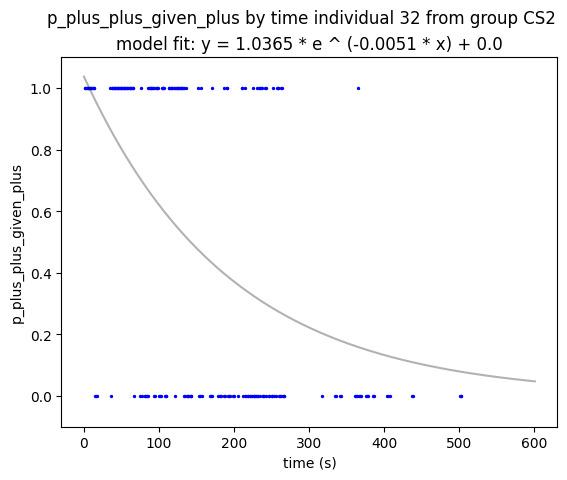 p_plus_plus_given_plus by time individual 32 from group CS2
model fit: y = 1.0365 * e ^ (-0.0051 * x) + 0.0
1.0
0.8
0.6
0.4
0.2
0.0
p_plus_plus_given_plus
0 100 200 300 400 500 600
time (s)